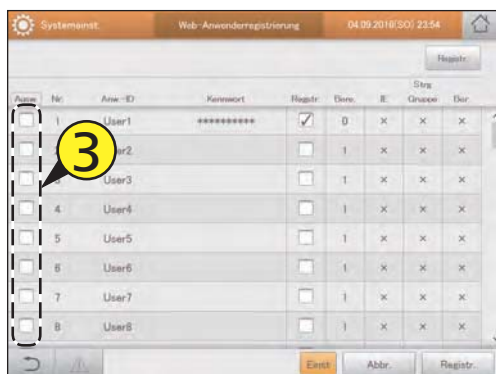 Systemeinst. Web-Anwenderregistrierung 04.09.2016(SO) 23:54
Registr.
Ausw. Nr. Anw.-ID Kennwort Registr. Bere. IE Strg Gruppe Ber
1 User1 ********** ✓ 0 × × ×
2 User2 1 × × ×
3 User3 1 × × ×
4 User4 1 × × ×
5 User5 1 × × ×
6 User6 1 × × ×
7 User7 1 × × ×
8 User8 1 × × ×
3
Einst Abbr. Registr.